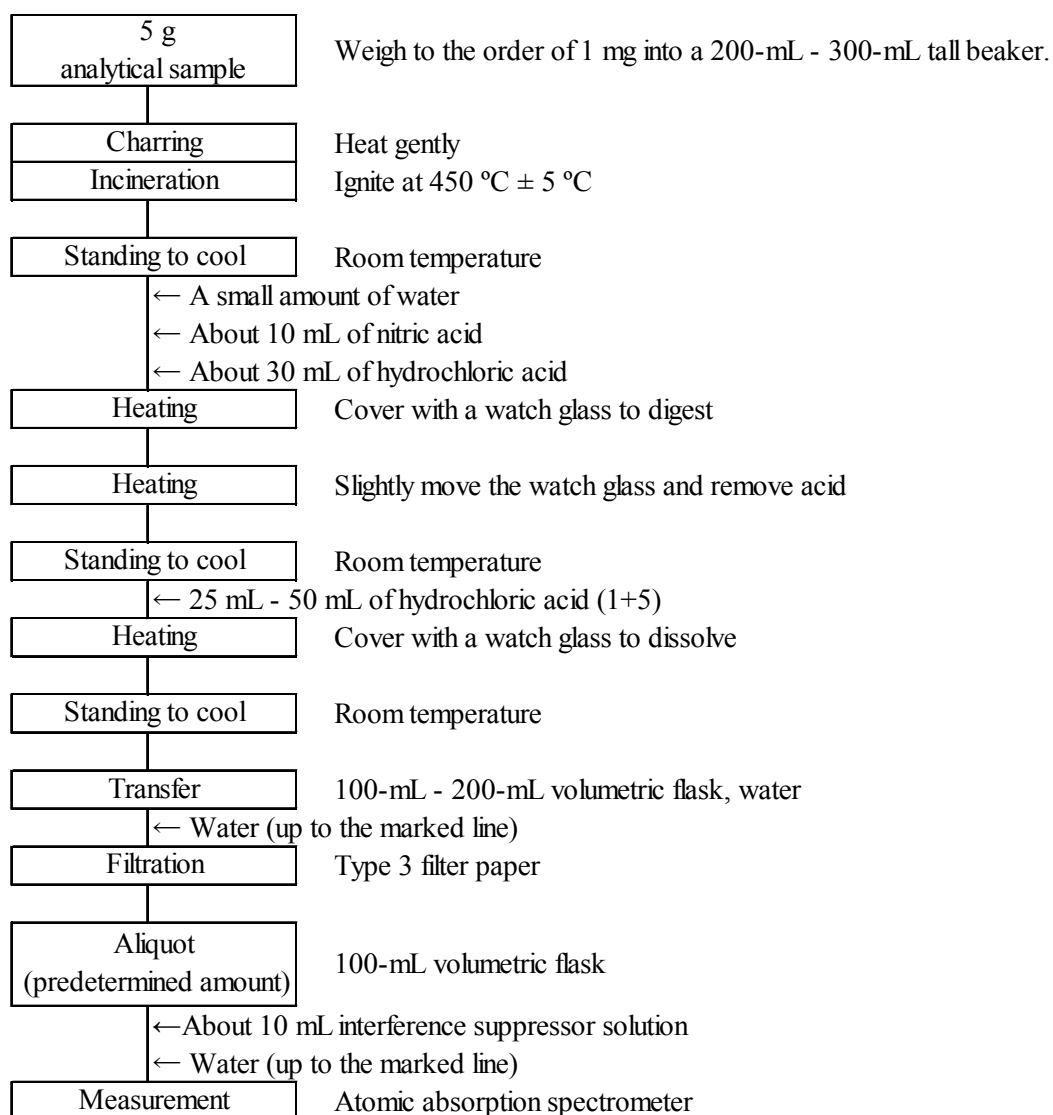 5 g
analytical sample
Weigh to the order of 1 mg into a 200-mL - 300-mL tall beaker.
Charring
Heat gently
Incineration
Ignite at 450 ºC ± 5 ºC
Standing to cool
Room temperature
← A small amount of water
← About 10 mL of nitric acid
← About 30 mL of hydrochloric acid
Heating
Cover with a watch glass to digest
Heating
Slightly move the watch glass and remove acid
Standing to cool
Room temperature
← 25 mL - 50 mL of hydrochloric acid (1+5)
Heating
Cover with a watch glass to dissolve
Standing to cool
Room temperature
Transfer
100-mL - 200-mL volumetric flask, water
← Water (up to the marked line)
Filtration
Type 3 filter paper
Aliquot
(predetermined amount)
100-mL volumetric flask
←About 10 mL interference suppressor solution
← Water (up to the marked line)
Measurement
Atomic absorption spectrometer